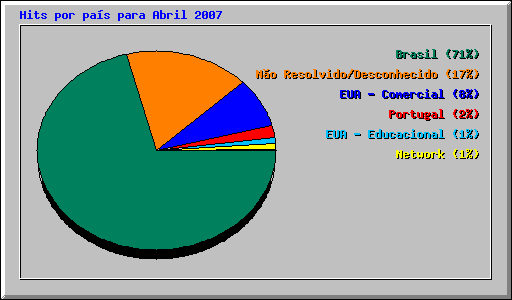 Hits por país para Abril 2007
Brasil (71%)
Não Resolvido/Desconhecido (17%)
EUA - Comercial (8%)
Portugal (2%)
EUA - Educacional (1%)
Network (1%)